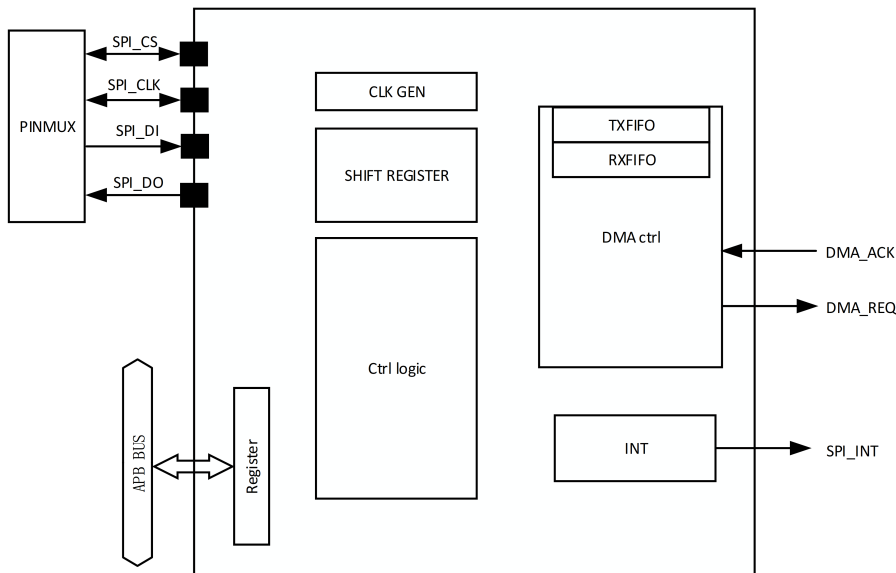 SPI_CS
SPI_CLK
SPI_DI
SPI_DO
PINMUX
CLK GEN
SHIFT REGISTER
Ctrl logic
TXFIFO
RXFIFO
DMA ctrl
DMA_ACK
DMA_REQ
INT
SPI_INT
APB BUS
Register